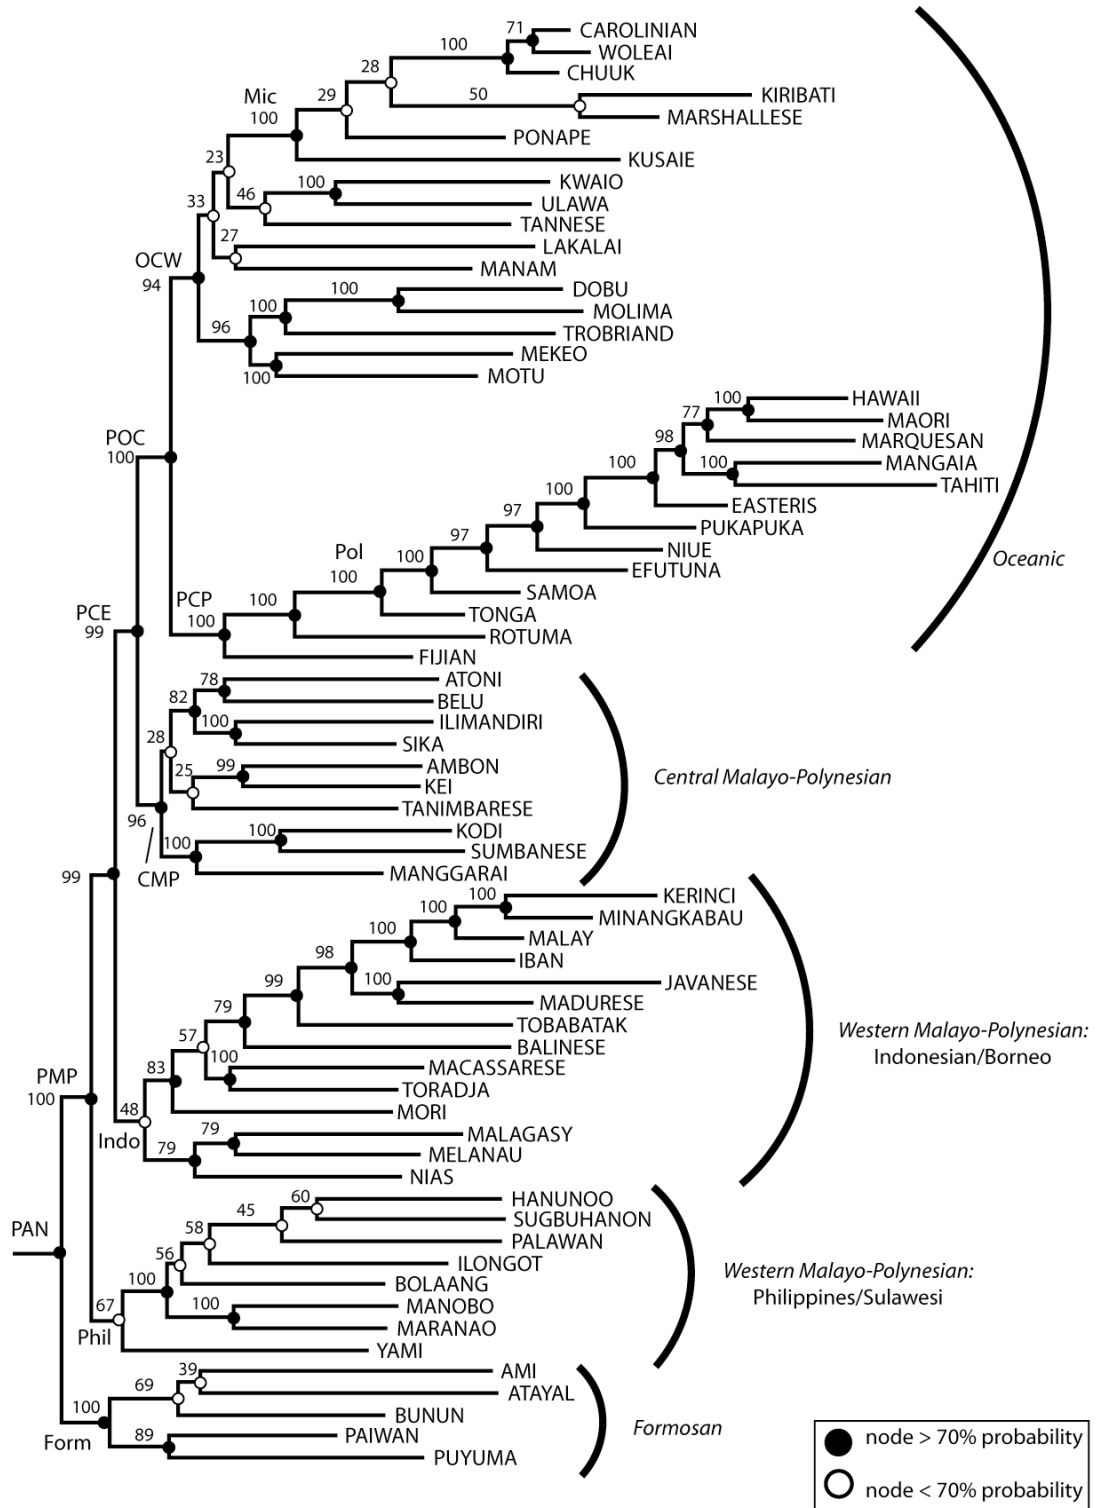 71
CAROLINIAN
100
WOLEAI
28
CHUUK
Mic
29
50
KIRIBATI
100
MARSHALLESE
PONAPE
23
KUSAIE
100
KWAIO
33
46
ULAWA
TANNESE
27
LAKALAI
OCW
MANAM
94
100
DOBU
100
MOLIMA
96
TROBRIAND
MEKEO
100
MOTU
100
HAWAII
77
MAORI
POC
98
MARQUESAN
100
100
100
MANGAIA
TAHITI
100
EASTERIS
97
PUKAPUKA
97
NIUE
Pol
100
EFUTUNA
Oceanic
100
SAMOA
PCE
PCP
100
TONGA
99
100
ROTUMA
FIJIAN
78
ATONI
82
BELU
100
ILIMANDIRI
28
SIKA
25
99
AMBON
Central Malayo-Polynesian
KEI
TANIMBARESE
96
100
KODI
100
SUMBANESE
99
CMP
MANGGARAI
100
KERINCI
100
MINANGKABAU
100
MALAY
98
IBAN
99
100
JAVANESE
79
MADURESE
TOBABATAK
Western Malayo-Polynesian:
57
BALINESE
Indonesian/Borneo
100
MACASSARESE
PMP
83
TORADJA
100
48
MORI
Indo
79
MALAGASY
79
MELANAU
NIAS
60
HANUNOO
45
SUGBUHANON
PAN
58
PALAWAN
56
ILONGOT
Western Malayo-Polynesian:
100
BOLAANG
Philippines/Sulawesi
67
100
MANOBO
Phil
MARANAO
YAMI
39
AMI
69
ATAYAL
100
BUNUN
Formosan
Form
89
PAIWAN
PUYUMA
node > 70% probability
node < 70% probability